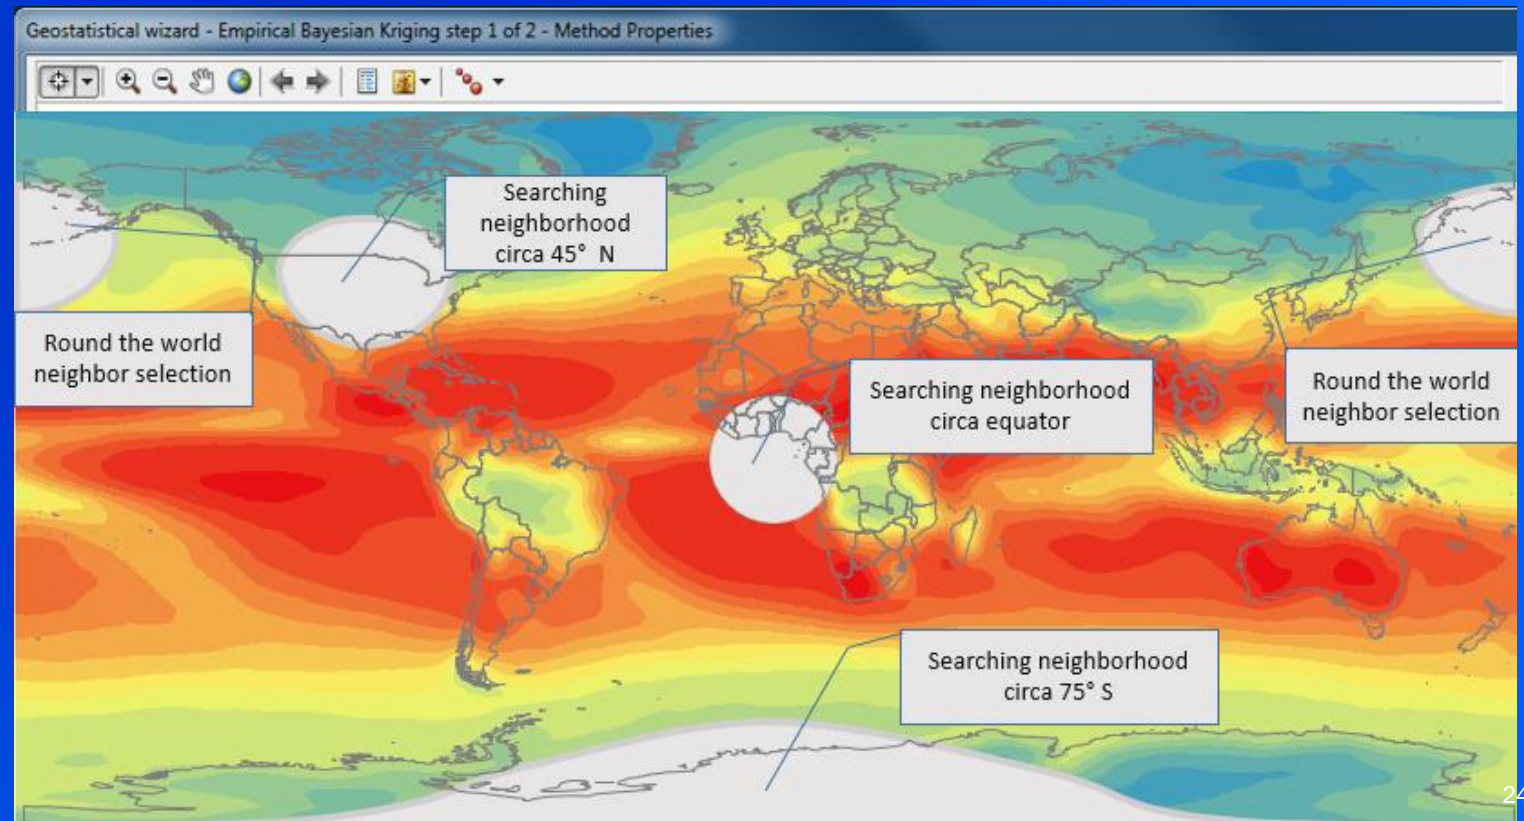 Geostatistical wizard - Empirical Bayesian Kriging step 1 of 2 - Method Properties
Searching
neighborhood
circa 45° N
Round the world
neighbor selection
Searching neighborhood
circa equator
Round the world
neighbor selection
Searching neighborhood
circa 75° S
24